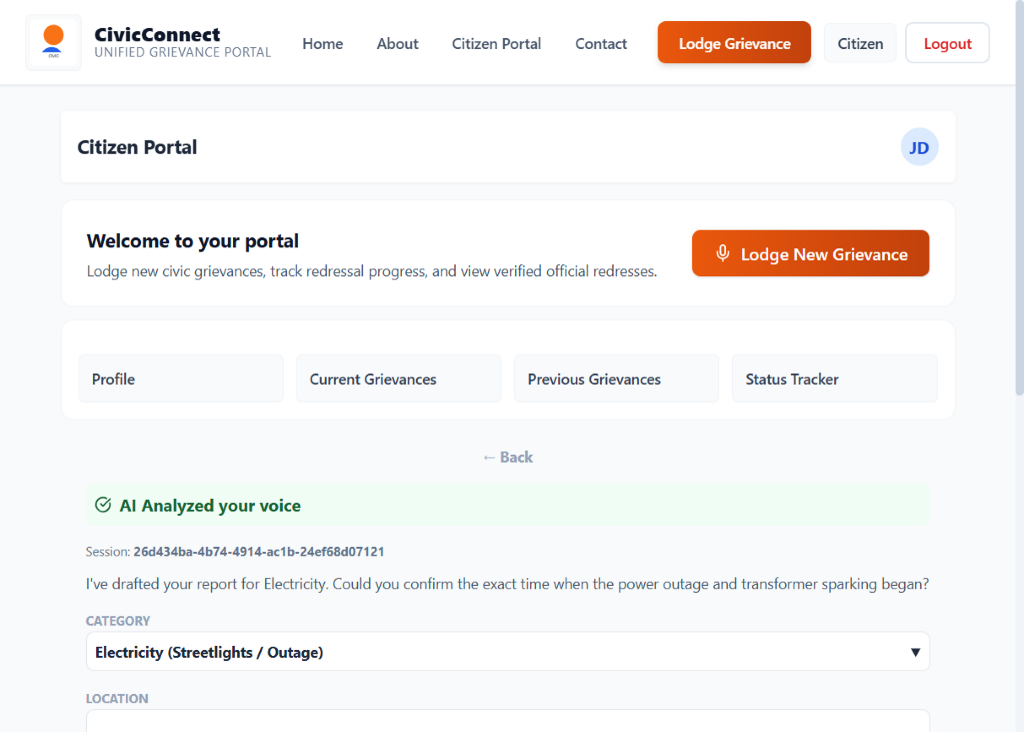 CivicConnect
UNIFIED GRIEVANCE PORTAL
Home
About
Citizen Portal
Contact
Lodge Grievance
Citizen
Logout
Citizen Portal
JD
Welcome to your portal
Lodge new civic grievances, track redressal progress, and view verified official redresses.
Lodge New Grievance
Profile
Current Grievances
Previous Grievances
Status Tracker
← Back
AI Analyzed your voice
Session: 26d434ba-4b74-4914-ac1b-24ef68d07121
I've drafted your report for Electricity. Could you confirm the exact time when the power outage and transformer sparking began?
CATEGORY
Electricity (Streetlights / Outage)
LOCATION